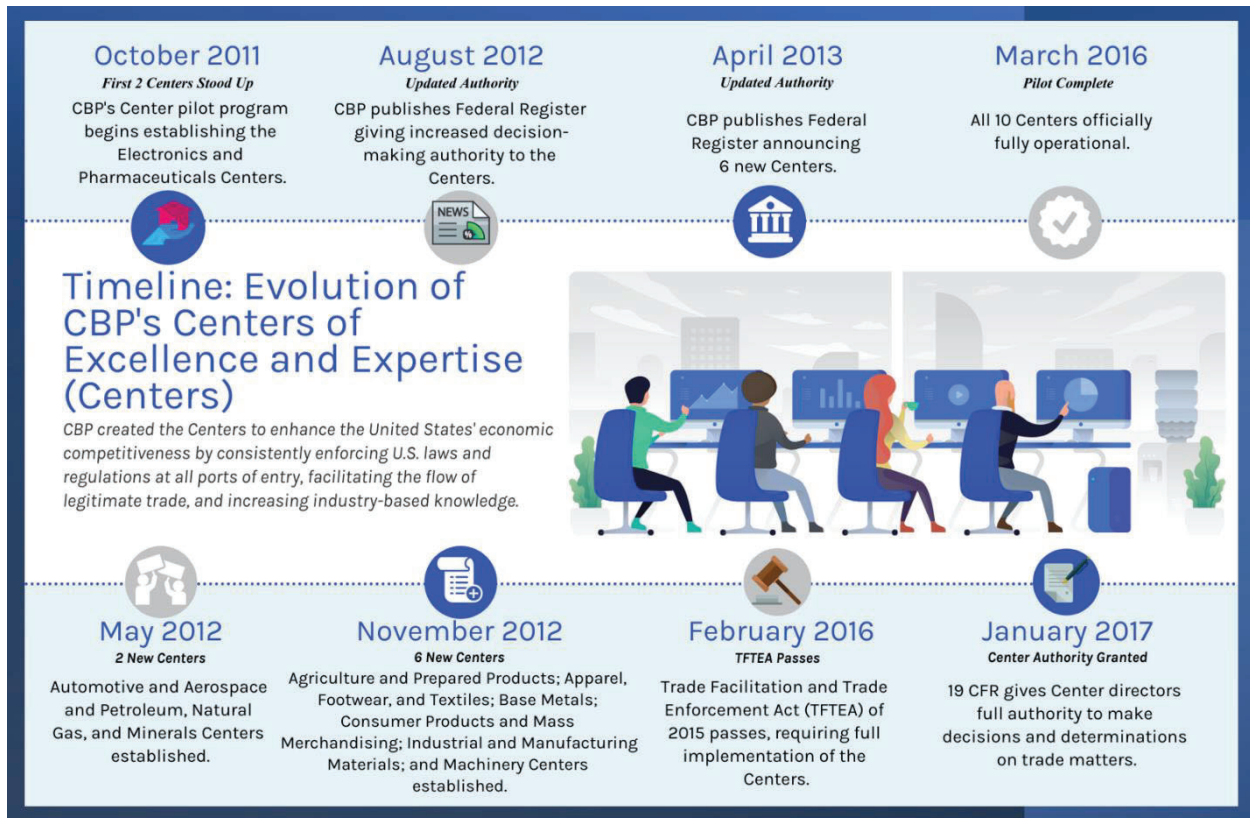 October 2011
First 2 Centers Stood Up
CBP's Center pilot program
begins establishing the
Electronics and
Pharmaceuticals Centers.
August 2012
Updated Authority
CBP publishes Federal Register
giving increased decision-
making authority to the
Centers.
April 2013
Updated Authority
CBP publishes Federal
Register announcing
6 new Centers.
March 2016
Pilot Complete
All 10 Centers officially
fully operational.
NEWS
Timeline: Evolution of
CBP's Centers of
Excellence and Expertise
(Centers)
CBP created the Centers to enhance the United States' economic
competitiveness by consistently enforcing U.S. laws and
regulations at all ports of entry, facilitating the flow of
legitimate trade, and increasing industry-based knowledge.
May 2012
2 New Centers
Automotive and Aerospace
and Petroleum, Natural
Gas, and Minerals Centers
established.
November 2012
6 New Centers
Agriculture and Prepared Products; Apparel,
Footwear, and Textiles; Base Metals;
Consumer Products and Mass
Merchandising; Industrial and Manufacturing
Materials; and Machinery Centers
established.
February 2016
TFTEA Passes
Trade Facilitation and Trade
Enforcement Act (TFTEA) of
2015 passes, requiring full
implementation of the
Centers.
January 2017
Center Authority Granted
19 CFR gives Center directors
full authority to make
decisions and determinations
on trade matters.